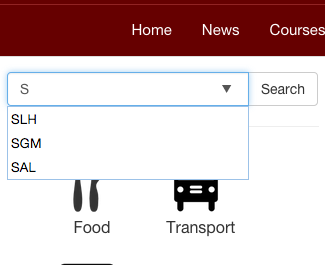 Home News Courses
S Search
SLH
SGM
SAL
Food Transport